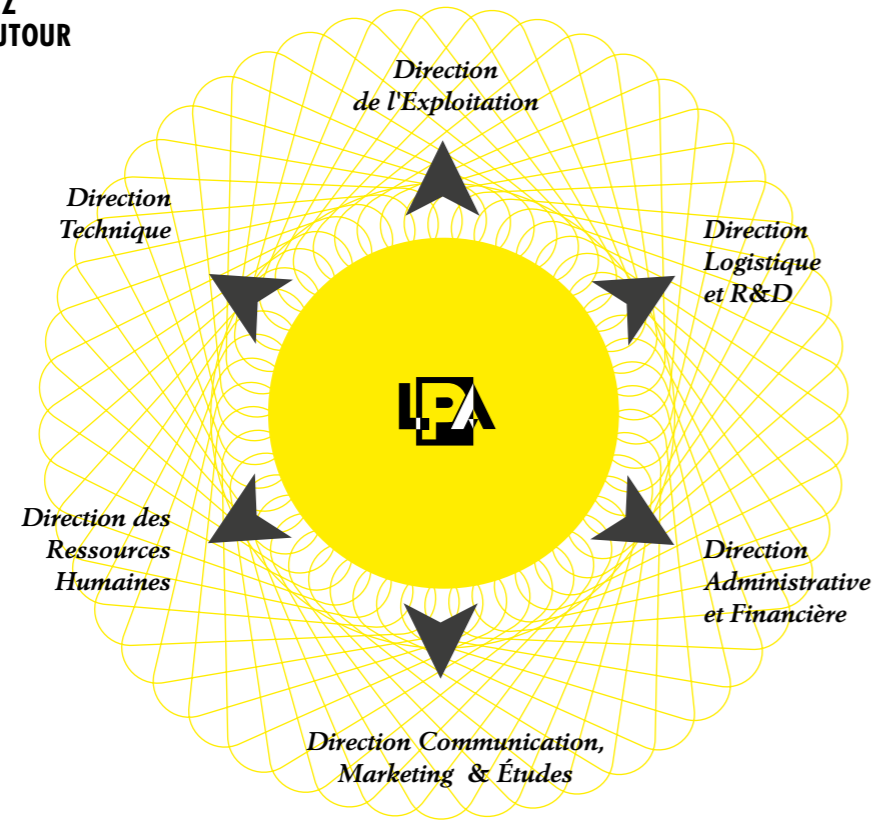 Z
UTOUR
Direction
de l'Exploitation
Direction
Technique
Direction
Logistique
et R&D
LPA
Direction des
Ressources
Humaines
Direction
Administrative
et Financière
Direction Communication,
Marketing & Études